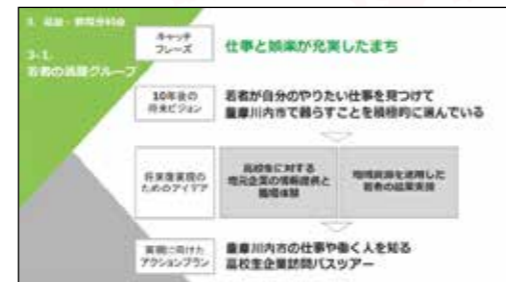 3-1.
若者の活躍グループ
キャッチ
フレーズ
仕事と娯楽が充実したまち
10年後の
将来ビジョン
若者が自分のやりたい仕事を見つけて
薩摩川内市で暮らすことを積極的に選んでいる
将来像実現の
ためのアイデア
高校生に対する
地元企業の情報提供と
職場体験
地域資源を活用した
若者の起業支援
実現に向けた
アクションプラン
薩摩川内市の仕事や働く人を知る
高校生企業訪問バスツアー